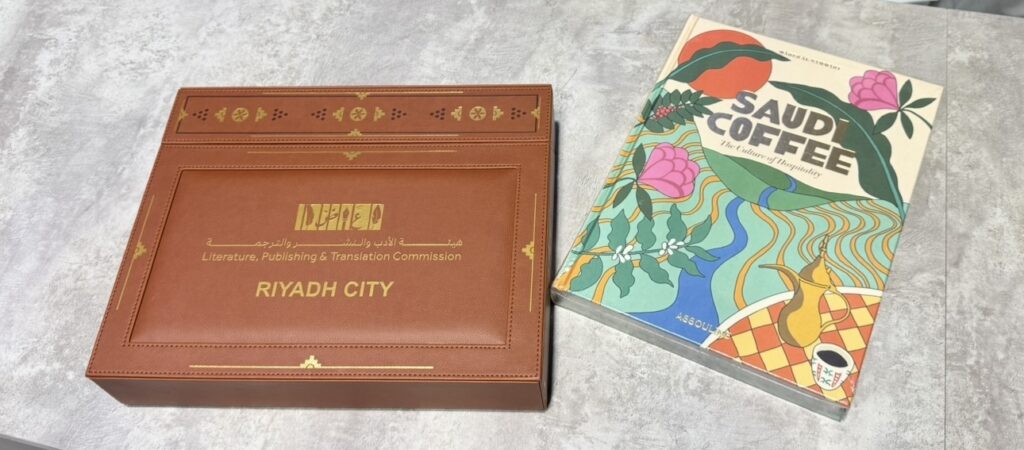 هيئة الأدب والنشر والترجمة
Literature, Publishing & Translation Commission
RIYADH CITY
SAUDI
COFFEE
The Culture of Hospitality
ASSOULINE